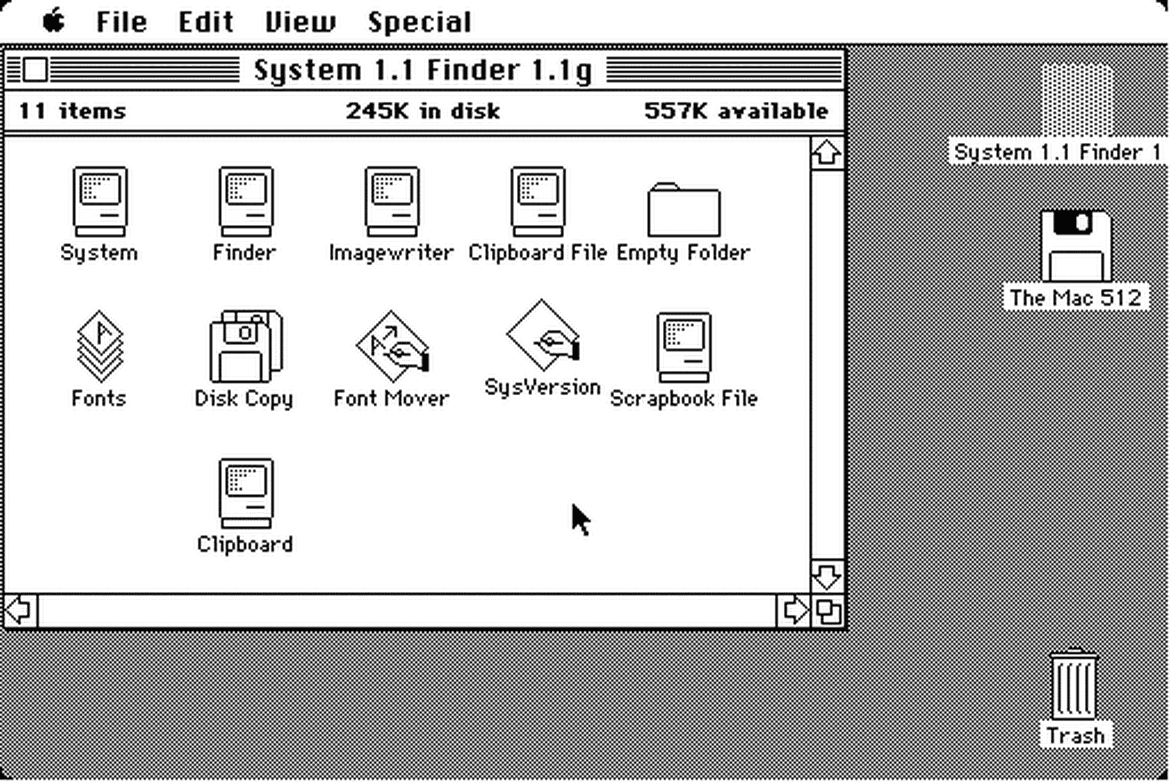 File Edit View Special
System 1.1 Finder 1.1g
11 items 245K in disk 557K available
System 1.1 Finder 1
System Finder Imagewriter Clipboard File Empty Folder
The Mac 512
Fonts Disk Copy Font Mover SysVersion Scrapbook File
Clipboard
Trash